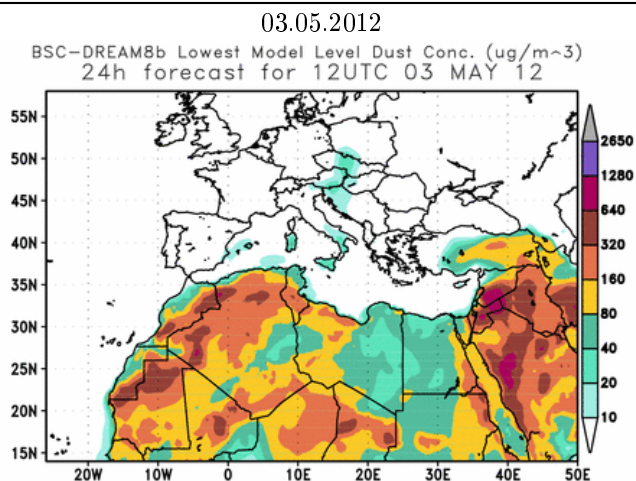 03.05.2012
BSC-DREAM8b Lowest Model Level Dust Conc. (ug/m^3)
24h forecast for 12UTC 03 MAY 12
55N
50N
45N
40N
35N
30N
25N
20N
15N
20W 10W 0 10E 20E 30E 40E 50E
2650
1280
640
320
160
80
40
20
10